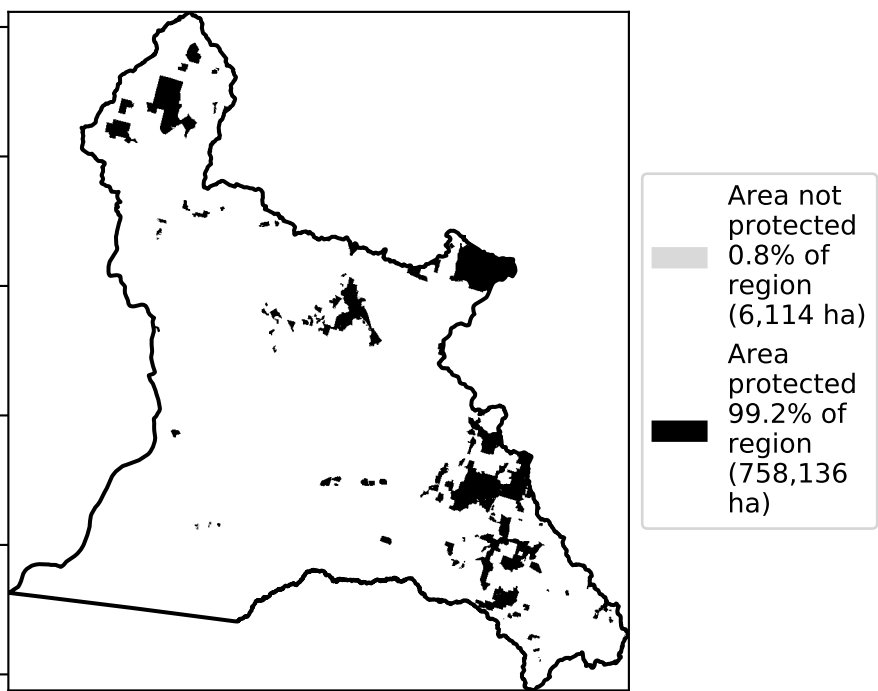 Area not
protected
0.8% of
region
(6,114 ha)
Area
protected
99.2% of
region
(758,136
ha)